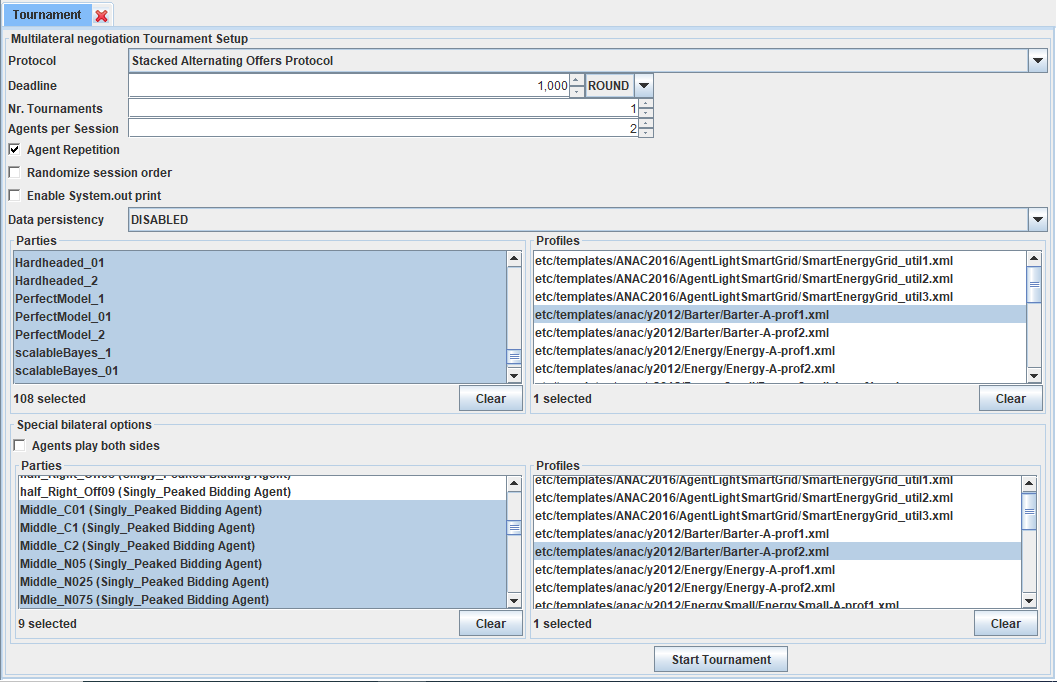 Tournament
Multilateral negotiation Tournament Setup
Protocol Stacked Alternating Offers Protocol
Deadline 1,000 ROUND
Nr. Tournaments 1
Agents per Session 2
Agent Repetition
Randomize session order
Enable System.out print
Data persistency DISABLED
Parties
Hardheaded_01
Hardheaded_2
PerfectModel_1
PerfectModel_01
PerfectModel_2
scalableBayes_1
scalableBayes_01
108 selected
Clear
Profiles
etc/templates/ANAC2016/AgentLightSmartGrid/SmartEnergyGrid_util1.xml
etc/templates/ANAC2016/AgentLightSmartGrid/SmartEnergyGrid_util2.xml
etc/templates/ANAC2016/AgentLightSmartGrid/SmartEnergyGrid_util3.xml
etc/templates/anac/y2012/Barter/Barter-A-prof1.xml
etc/templates/anac/y2012/Barter/Barter-A-prof2.xml
etc/templates/anac/y2012/Energy/Energy-A-prof1.xml
etc/templates/anac/y2012/Energy/Energy-A-prof2.xml
1 selected
Clear
Special bilateral options
Agents play both sides
Parties
half_Right_Off09 (Singly_Peaked Bidding Agent)
Middle_C01 (Singly_Peaked Bidding Agent)
Middle_C1 (Singly_Peaked Bidding Agent)
Middle_C2 (Singly_Peaked Bidding Agent)
Middle_N05 (Singly_Peaked Bidding Agent)
Middle_N025 (Singly_Peaked Bidding Agent)
Middle_N075 (Singly_Peaked Bidding Agent)
9 selected
Clear
Profiles
etc/templates/ANAC2016/AgentLightSmartGrid/SmartEnergyGrid_util1.xml
etc/templates/ANAC2016/AgentLightSmartGrid/SmartEnergyGrid_util2.xml
etc/templates/ANAC2016/AgentLightSmartGrid/SmartEnergyGrid_util3.xml
etc/templates/anac/y2012/Barter/Barter-A-prof1.xml
etc/templates/anac/y2012/Barter/Barter-A-prof2.xml
etc/templates/anac/y2012/Energy/Energy-A-prof1.xml
etc/templates/anac/y2012/Energy/Energy-A-prof2.xml
etc/templates/anac/y2012/EnergySmall/EnergySmall-A-prof1.xml
1 selected
Clear
Start Tournament